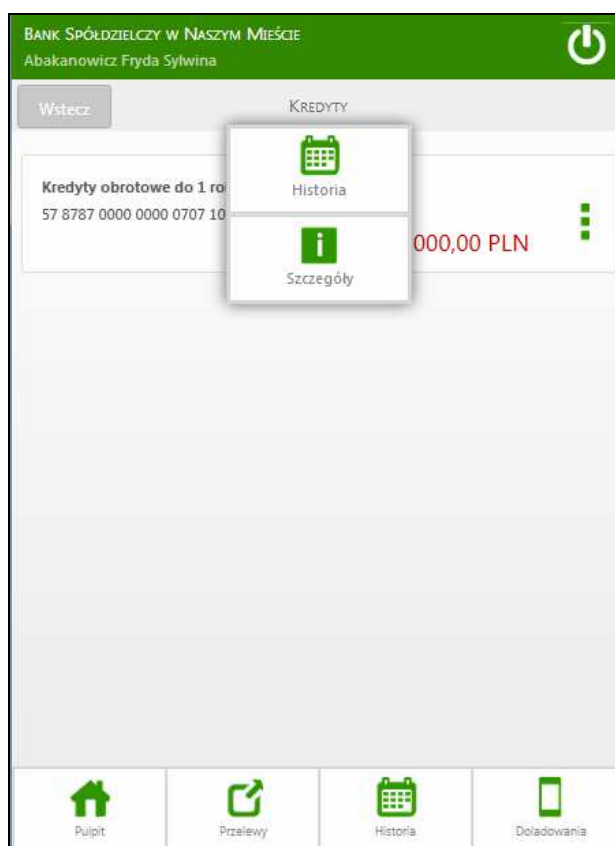 BANK SPÓŁDZIELCZY W NASZYM MIEŚCIE
Abakanowicz Fryda Sylwina
Wstecz
KREDYTY
Historia
Kredyty obrotowe do 1 ro
57 8787 0000 0000 0707 10
000,00 PLN
Szczegóły
Pulpit
Przelewy
Historia
Doładowania